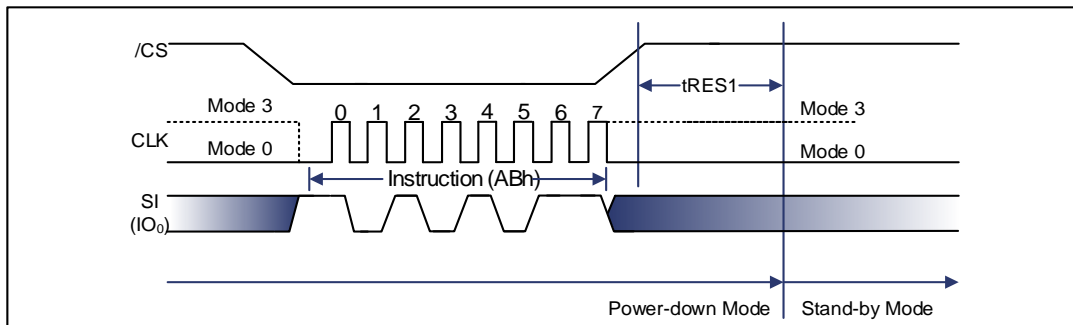 /CS
tRES1
Mode 3
0 1 2 3 4 5 6 7
Mode 3
CLK
Mode 0
Mode 0
Instruction (ABh)
SI
(IO₀)
Power-down Mode
Stand-by Mode